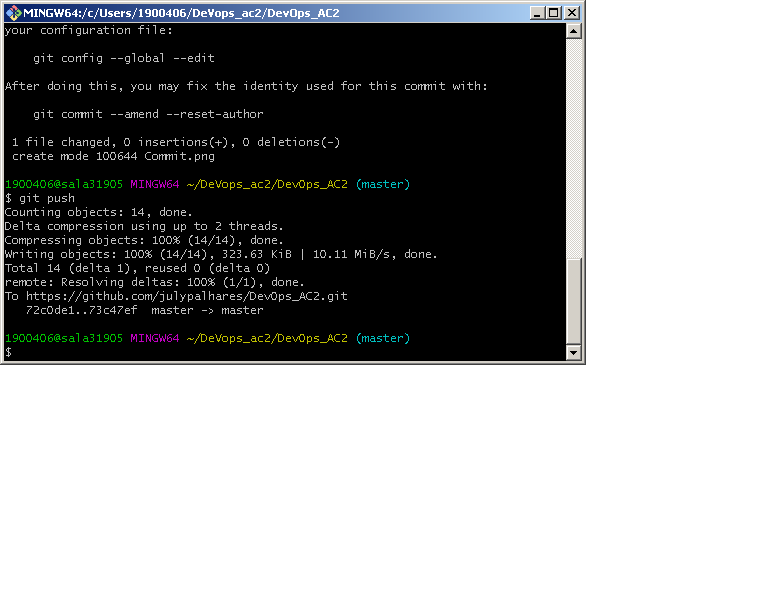 MINGW64:/c/Users/1900406/DeVops_ac2/DevOps_AC2
your configuration file:
git config --global --edit
After doing this, you may fix the identity used for this commit with:
git commit --amend --reset-author
1 file changed, 0 insertions(+), 0 deletions(-)
create mode 100644 Commit.png
1900406@sala31905 MINGW64 ~/DeVops_ac2/DevOps_AC2 (master)
$ git push
Counting objects: 14, done.
Delta compression using up to 2 threads.
Compressing objects: 100% (14/14), done.
Writing objects: 100% (14/14), 323.63 KiB | 10.11 MiB/s, done.
Total 14 (delta 1), reused 0 (delta 0)
remote: Resolving deltas: 100% (1/1), done.
To https://github.com/julypalhares/DevOps_AC2.git
72c0de1..73c47ef  master -> master
1900406@sala31905 MINGW64 ~/DeVops_ac2/DevOps_AC2 (master)
$